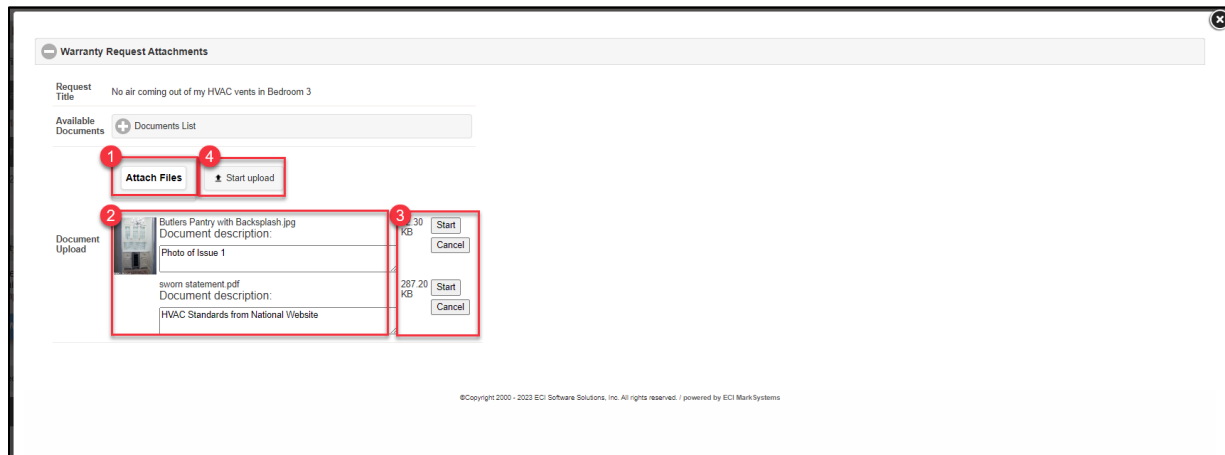 Warranty Request Attachments
Request
Title
No air coming out of my HVAC vents in Bedroom 3
Available
Documents
Documents List
1
4
Attach Files
Start upload
2
3
Document
Upload
Butlers Pantry with Backsplash.jpg
.30
KB
Start
Document description:
Cancel
Photo of Issue 1
sworn statement.pdf
287.20
KB
Start
Document description:
Cancel
HVAC Standards from National Website
©Copyright 2000 - 2023 ECI Software Solutions, Inc. All rights reserved. / powered by ECI MarkSystems